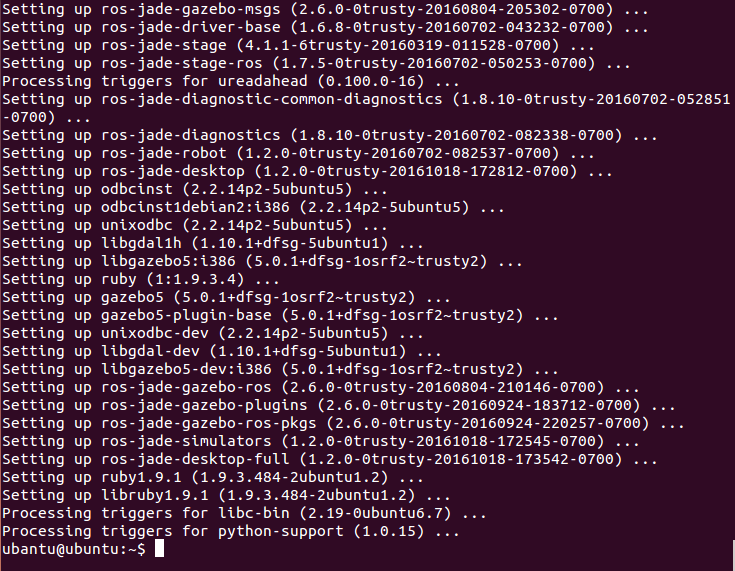 Setting up ros-jade-gazebo-msgs (2.6.0-0trusty-20160804-205302-0700) ...
Setting up ros-jade-driver-base (1.6.8-0trusty-20160702-043232-0700) ...
Setting up ros-jade-stage (4.1.1-6trusty-20160319-011528-0700) ...
Setting up ros-jade-stage-ros (1.7.5-0trusty-20160702-050253-0700) ...
Processing triggers for ureadahead (0.100.0-16) ...
Setting up ros-jade-diagnostic-common-diagnostics (1.8.10-0trusty-20160702-052851
-0700) ...
Setting up ros-jade-diagnostics (1.8.10-0trusty-20160702-082338-0700) ...
Setting up ros-jade-robot (1.2.0-0trusty-20160702-082537-0700) ...
Setting up ros-jade-desktop (1.2.0-0trusty-20161018-172812-0700) ...
Setting up odbcinst (2.2.14p2-5ubuntu5) ...
Setting up odbcinst1debian2:i386 (2.2.14p2-5ubuntu5) ...
Setting up unixodbc (2.2.14p2-5ubuntu5) ...
Setting up libgdal1h (1.10.1+dfsg-5ubuntu1) ...
Setting up libgazebo5:i386 (5.0.1+dfsg-1osrf2~trusty2) ...
Setting up ruby (1:1.9.3.4) ...
Setting up gazebo5 (5.0.1+dfsg-1osrf2~trusty2) ...
Setting up gazebo5-plugin-base (5.0.1+dfsg-1osrf2~trusty2) ...
Setting up unixodbc-dev (2.2.14p2-5ubuntu5) ...
Setting up libgdal-dev (1.10.1+dfsg-5ubuntu1) ...
Setting up libgazebo5-dev:i386 (5.0.1+dfsg-1osrf2~trusty2) ...
Setting up ros-jade-gazebo-ros (2.6.0-0trusty-20160804-210146-0700) ...
Setting up ros-jade-gazebo-plugins (2.6.0-0trusty-20160924-183712-0700) ...
Setting up ros-jade-gazebo-ros-pkgs (2.6.0-0trusty-20160924-220257-0700) ...
Setting up ros-jade-simulators (1.2.0-0trusty-20161018-172545-0700) ...
Setting up ros-jade-desktop-full (1.2.0-0trusty-20161018-173542-0700) ...
Setting up ruby1.9.1 (1.9.3.484-2ubuntu1.2) ...
Setting up libruby1.9.1 (1.9.3.484-2ubuntu1.2) ...
Processing triggers for libc-bin (2.19-0ubuntu6.7) ...
Processing triggers for python-support (1.0.15) ...
ubantu@ubuntu:~$